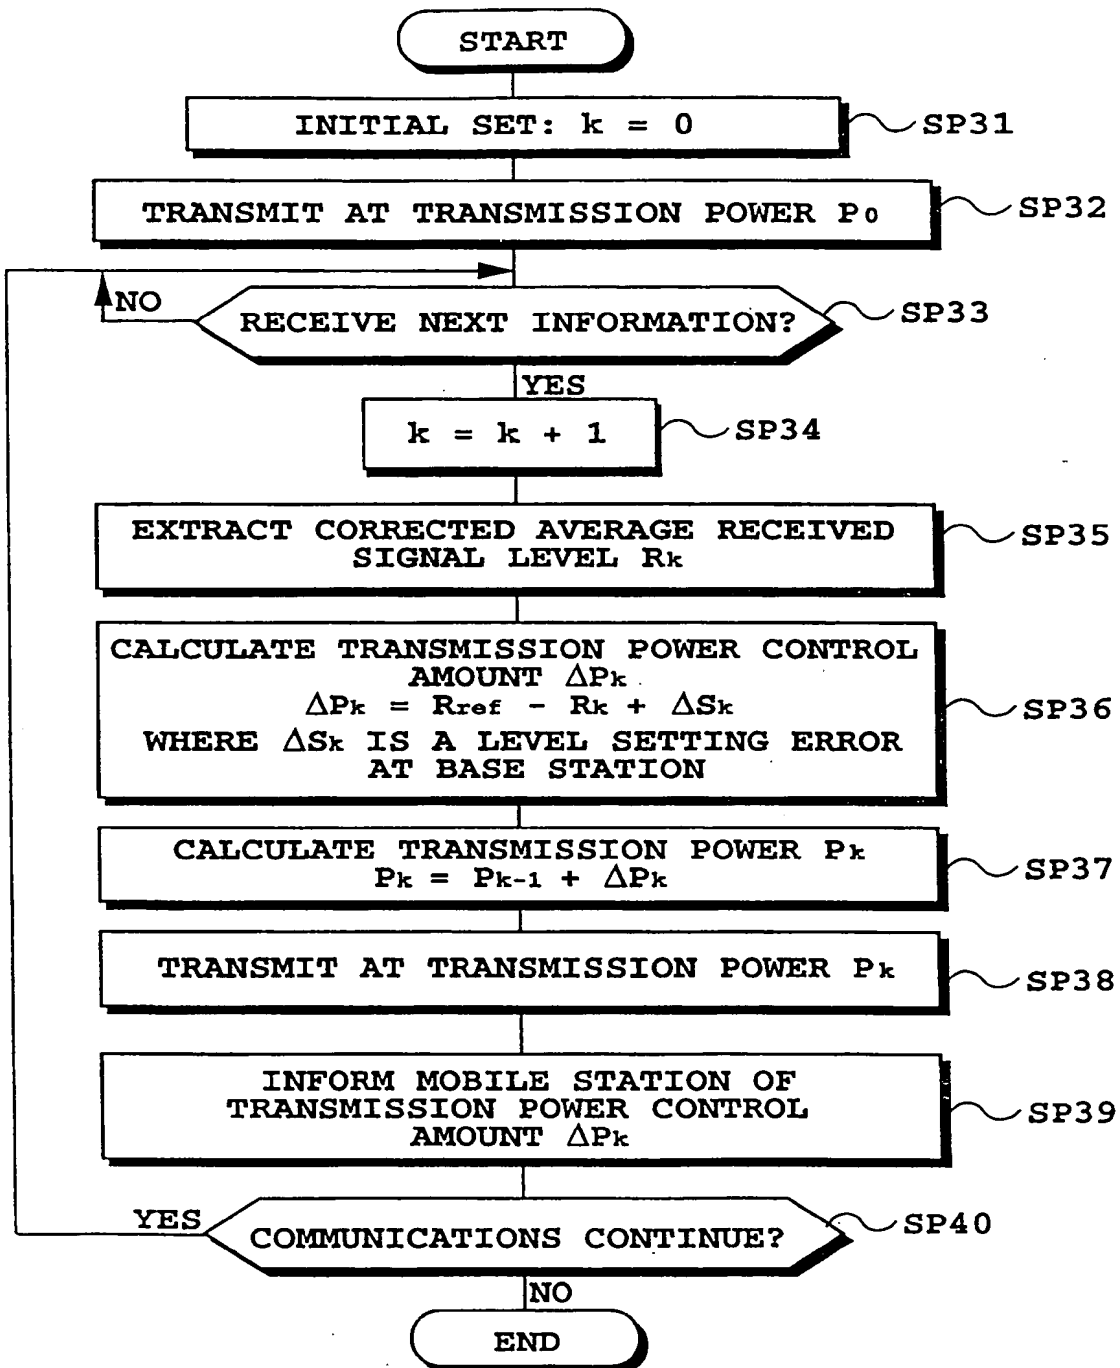 START
INITIAL SET: k = 0
SP31
TRANSMIT AT TRANSMISSION POWER P0
SP32
NO
RECEIVE NEXT INFORMATION?
SP33
YES
k = k + 1
SP34
EXTRACT CORRECTED AVERAGE RECEIVED
SIGNAL LEVEL Rk
SP35
CALCULATE TRANSMISSION POWER CONTROL
AMOUNT ΔPk
ΔPk = Rref - Rk + ΔSk
WHERE ΔSk IS A LEVEL SETTING ERROR
AT BASE STATION
SP36
CALCULATE TRANSMISSION POWER Pk
Pk = Pk-1 + ΔPk
SP37
TRANSMIT AT TRANSMISSION POWER Pk
SP38
INFORM MOBILE STATION OF
TRANSMISSION POWER CONTROL
AMOUNT ΔPk
SP39
YES
COMMUNICATIONS CONTINUE?
SP40
NO
END